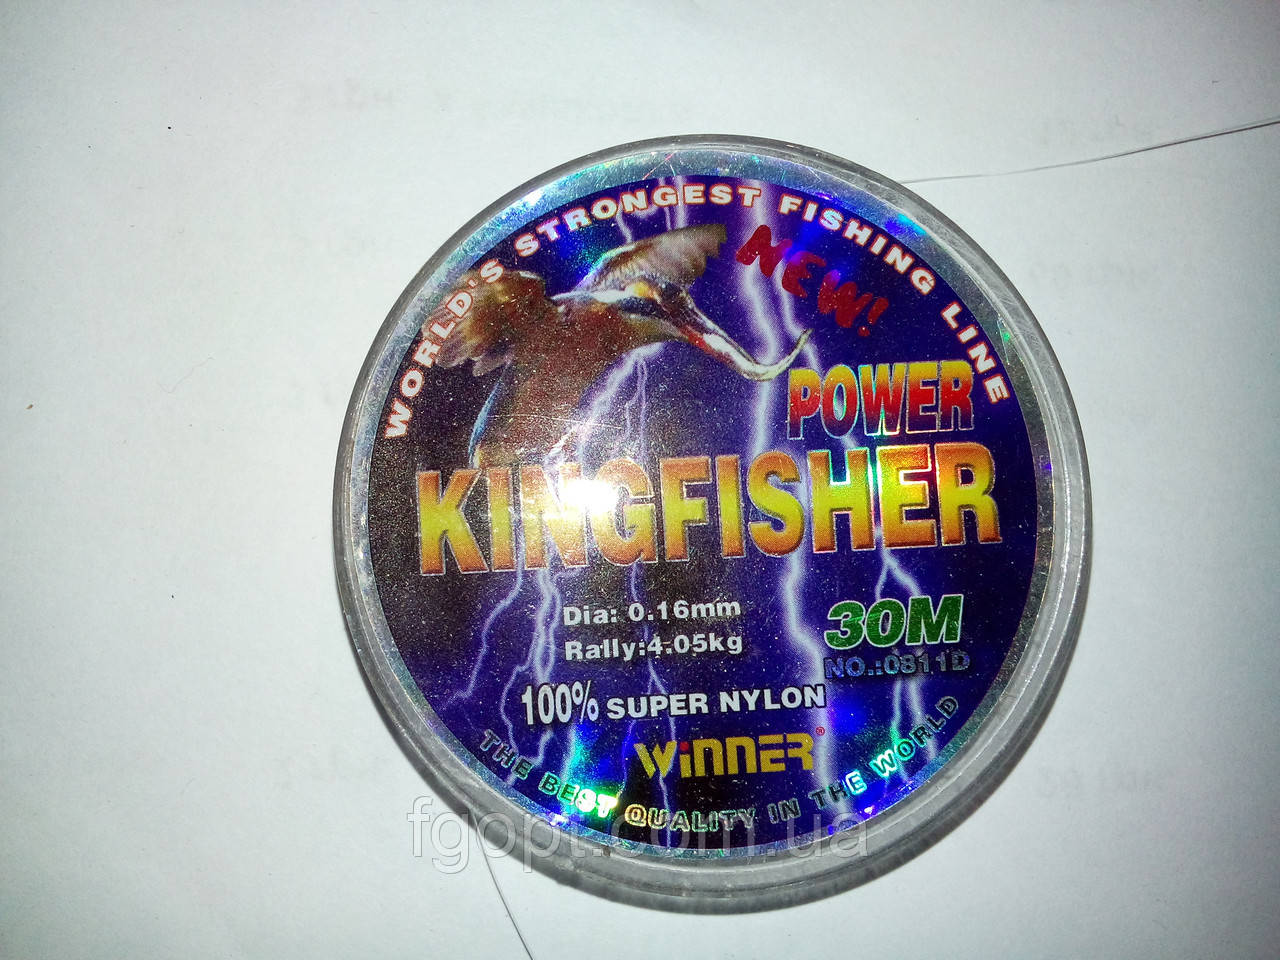 WORLD'S STRONGEST FISHING LINE
NEW!
POWER
KINGFISHER
Dia: 0.16mm
Rally:4.05kg
30M
NO.:0811D
100% SUPER NYLON
WiNNER®
THE BEST QUALITY IN THE WORLD
fgopt.com.ua